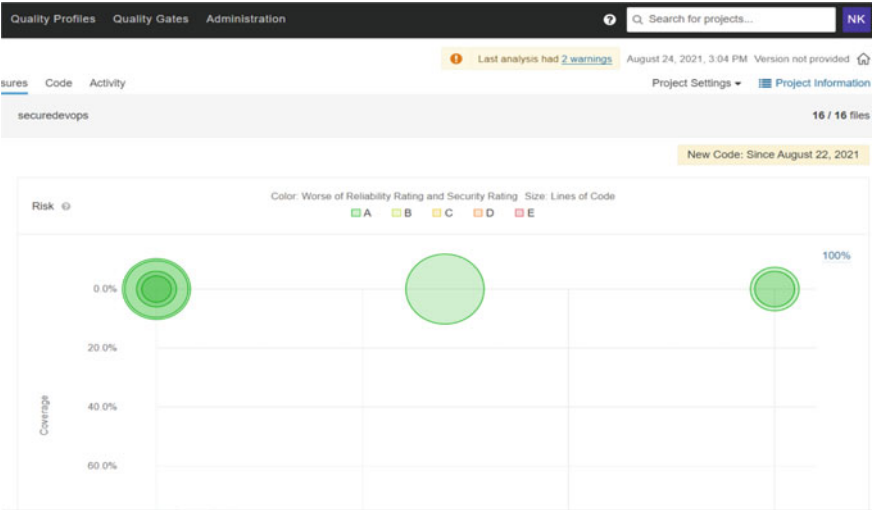 Quality Profiles Quality Gates Administration Search for projects... NK
Last analysis had 2 warnings August 24, 2021, 3:04 PM Version not provided
sures Code Activity Project Settings Project Information
securedevops 16 / 16 files
New Code: Since August 22, 2021
Risk Color: Worse of Reliability Rating and Security Rating Size: Lines of Code
A B C D E
100%
0.0%
20.0%
40.0%
Coverage
60.0%